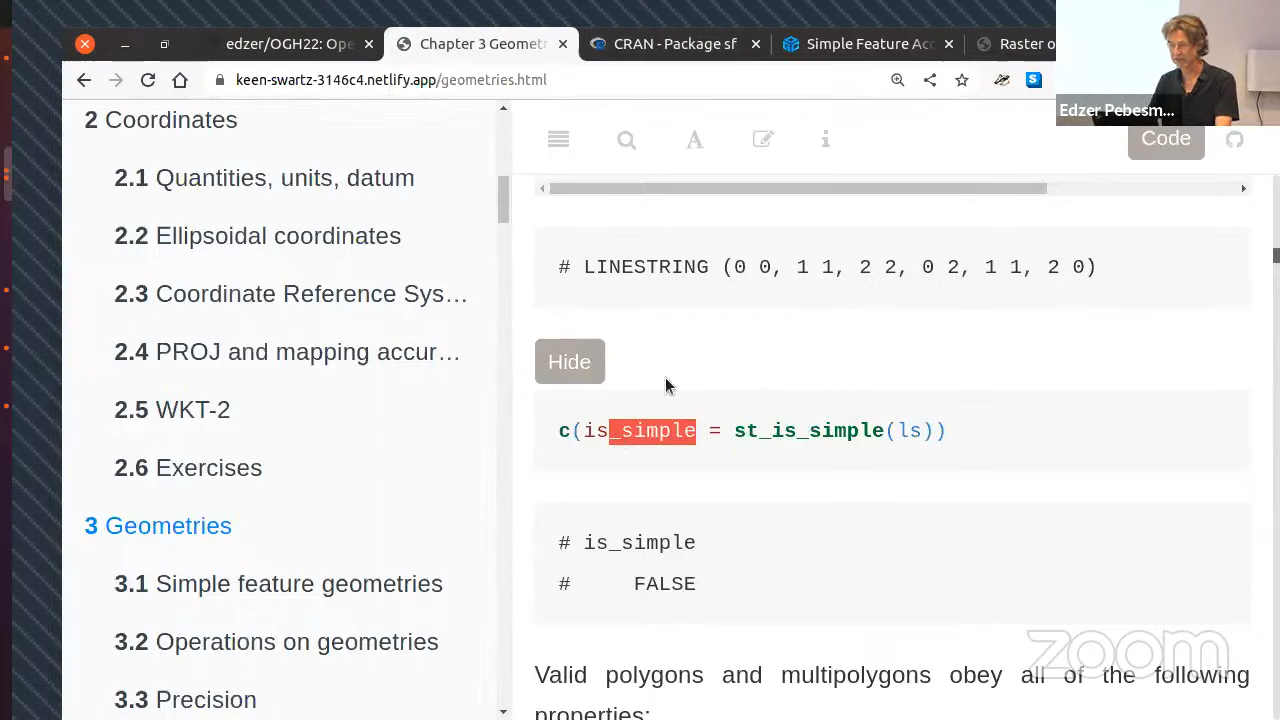 edzer/OGH22: Ope
Chapter 3 Geometr
CRAN - Package sf
Simple Feature Acc
Raster o
keen-swartz-3146c4.netlify.app/geometries.html
Edzer Pebesm...
2 Coordinates
2.1 Quantities, units, datum
2.2 Ellipsoidal coordinates
2.3 Coordinate Reference Sys…
2.4 PROJ and mapping accur…
2.5 WKT-2
2.6 Exercises
3 Geometries
3.1 Simple feature geometries
3.2 Operations on geometries
3.3 Precision
Code
# LINESTRING (0 0, 1 1, 2 2, 0 2, 1 1, 2 0)
Hide
c(is_simple = st_is_simple(ls))
# is_simple
# FALSE
Valid polygons and multipolygons obey all of the following
properties:
zoom